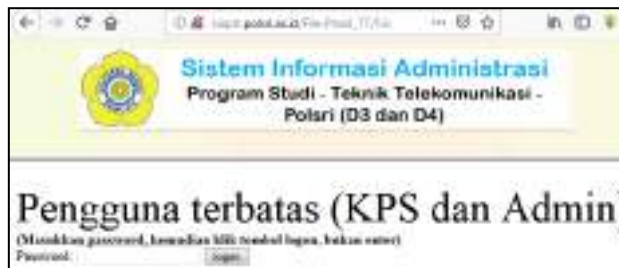 Sistem Informasi Administrasi
Program Studi - Teknik Telekomunikasi -
Polsri (D3 dan D4)
Pengguna terbatas (KPS dan Admin)
(Masukkan password, kemudian klik tombol logon, bukan enter)
Password: logon